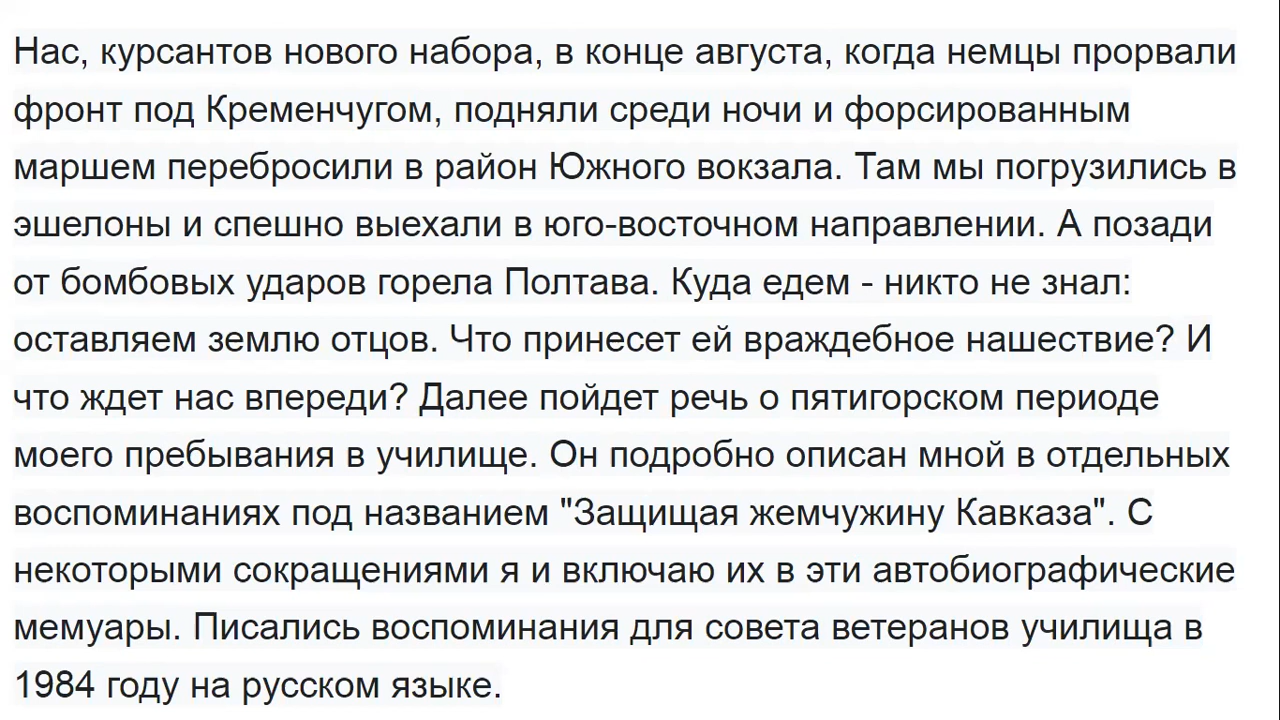 Нас, курсантов нового набора, в конце августа, когда немцы прорвали
фронт под Кременчугом, подняли среди ночи и форсированным
маршем перебросили в район Южного вокзала. Там мы погрузились в
эшелоны и спешно выехали в юго-восточном направлении. А позади
от бомбовых ударов горела Полтава. Куда едем - никто не знал:
оставляем землю отцов. Что принесет ей враждебное нашествие? И
что ждет нас впереди? Далее пойдет речь о пятигорском периоде
моего пребывания в училище. Он подробно описан мной в отдельных
воспоминаниях под названием "Защищая жемчужину Кавказа". С
некоторыми сокращениями я и включаю их в эти автобиографические
мемуары. Писались воспоминания для совета ветеранов училища в
1984 году на русском языке.